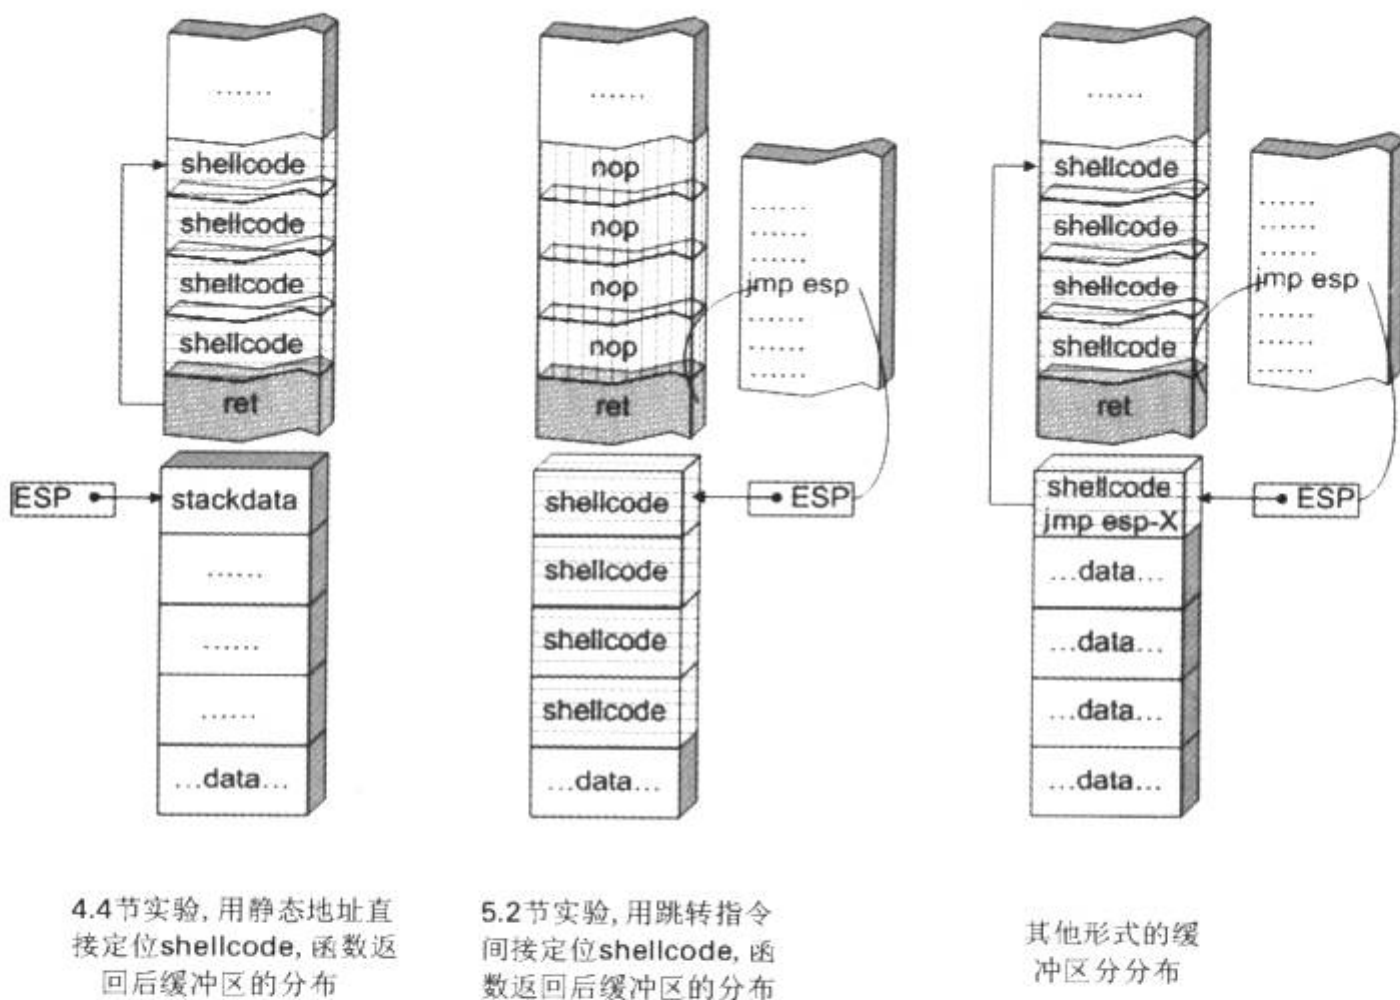 ......
shellcode
shellcode
shellcode
shellcode
ret
ESP
stackdata
......
......
......
...data...
4.4节实验, 用静态地址直
接定位shellcode, 函数返
回后缓冲区的分布
......
nop
nop
nop
nop
ret
......
......
......
jmp esp
......
......
......
shellcode
ESP
shellcode
shellcode
shellcode
...data...
5.2节实验, 用跳转指令
间接定位shellcode, 函
数返回后缓冲区的分布
......
shellcode
shellcode
shellcode
shellcode
ret
......
......
......
jmp esp
......
......
......
shellcode
jmp esp-X
ESP
...data...
...data...
...data...
...data...
其他形式的缓
冲区分分布